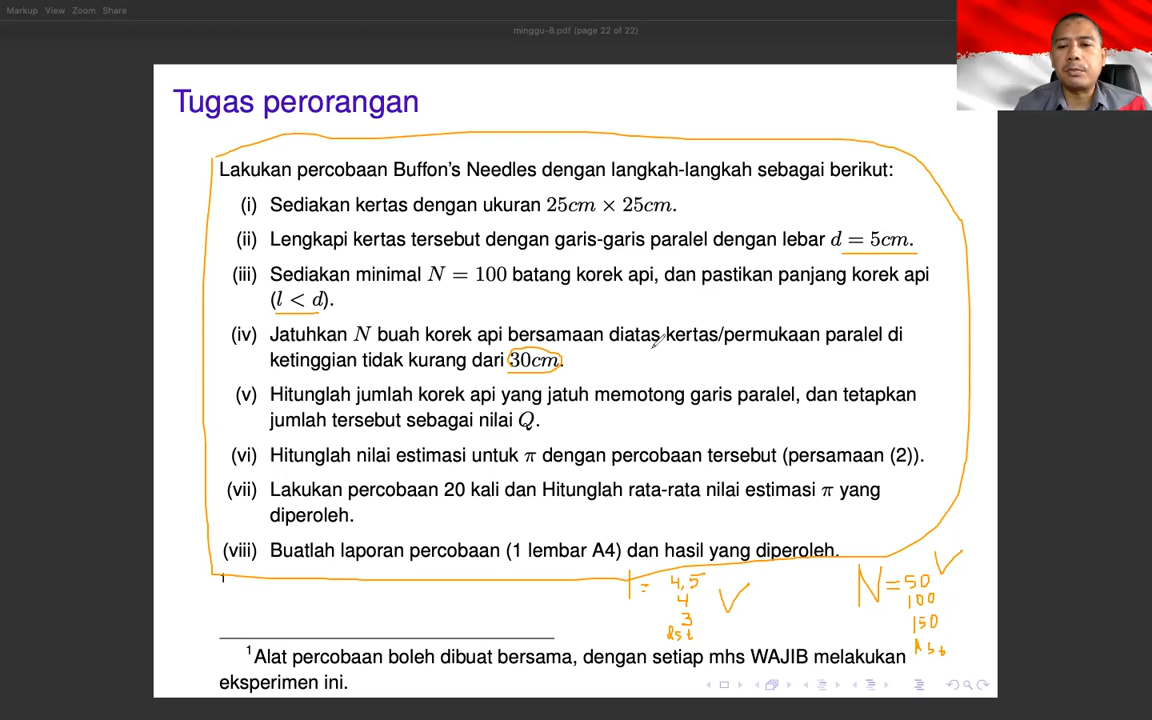 Markup View Zoom Share
minggu-8.pdf (page 22 of 22)
Tugas perorangan
Lakukan percobaan Buffon's Needles dengan langkah-langkah sebagai berikut:
(i) Sediakan kertas dengan ukuran 25cm × 25cm.
(ii) Lengkapi kertas tersebut dengan garis-garis paralel dengan lebar d = 5cm.
(iii) Sediakan minimal N = 100 batang korek api, dan pastikan panjang korek api
(l < d).
(iv) Jatuhkan N buah korek api bersamaan diatas kertas/permukaan paralel di
ketinggian tidak kurang dari 30cm.
(v) Hitunglah jumlah korek api yang jatuh memotong garis paralel, dan tetapkan
jumlah tersebut sebagai nilai Q.
(vi) Hitunglah nilai estimasi untuk π dengan percobaan tersebut (persamaan (2)).
(vii) Lakukan percobaan 20 kali dan Hitunglah rata-rata nilai estimasi π yang
diperoleh.
(viii) Buatlah laporan percobaan (1 lembar A4) dan hasil yang diperoleh.
1
l = 4,5
4
3
dst
N = 50
100
150
dst
1Alat percobaan boleh dibuat bersama, dengan setiap mhs WAJIB melakukan
eksperimen ini.